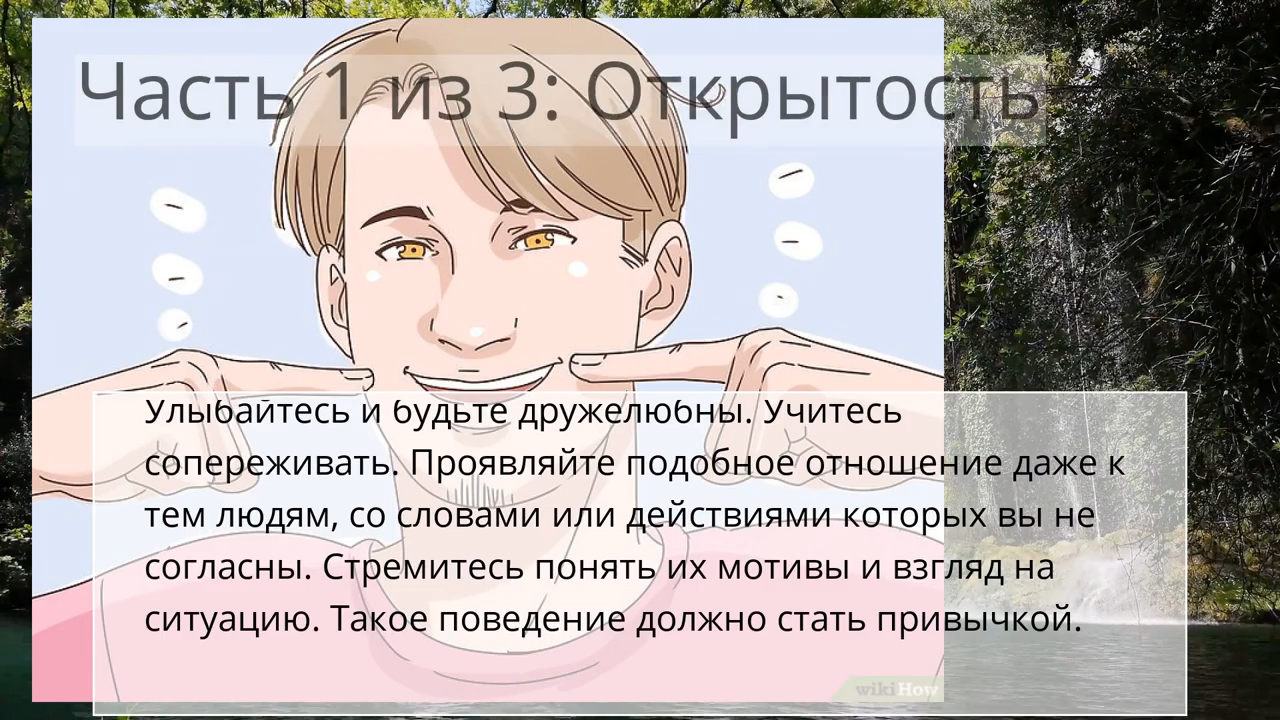 Часть 1 из 3: Открытость
Улыбайтесь и будьте дружелюбны. Учитесь
сопереживать. Проявляйте подобное отношение даже к
тем людям, со словами или действиями которых вы не
согласны. Стремитесь понять их мотивы и взгляд на
ситуацию. Такое поведение должно стать привычкой.
wikiHow